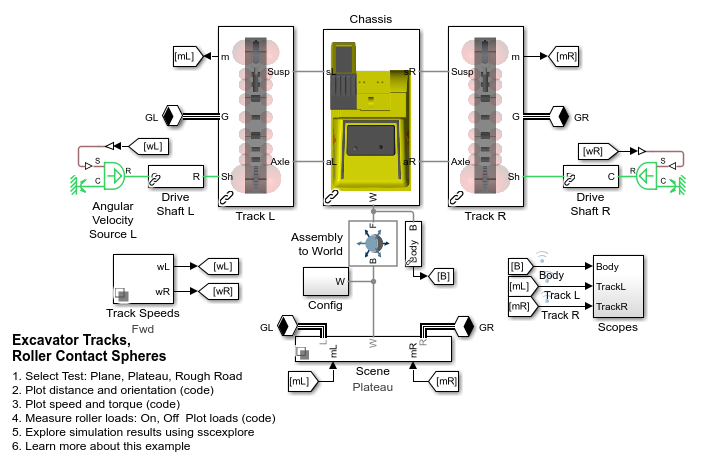 Chassis
[mL]
m
Susp
sL
sR
Susp
m
[mR]
GL
G
G
GR
[wL]
[wR]
Axle
aL
aR
Axle
S
S
R
R
Sh
Sh
C
C
C
W
Drive
Shaft L
Angular
Velocity
Source L
Track L
Track R
Drive
Shaft R
Assembly
to World
F
B
B
Body
[B]
W
Config
wL
[wL]
wR
[wR]
Track Speeds
Fwd
[B]
Body
Body
[mL]
Track L
TrackL
[mR]
Track R
TrackR
Scopes
GL
GR
L
W
R
mL
mR
Scene
Plateau
[mL]
[mR]
Excavator Tracks,
Roller Contact Spheres
1. Select Test: Plane, Plateau, Rough Road
2. Plot distance and orientation (code)
3. Plot speed and torque (code)
4. Measure roller loads: On, Off Plot loads (code)
5. Explore simulation results using sscexplore
6. Learn more about this example